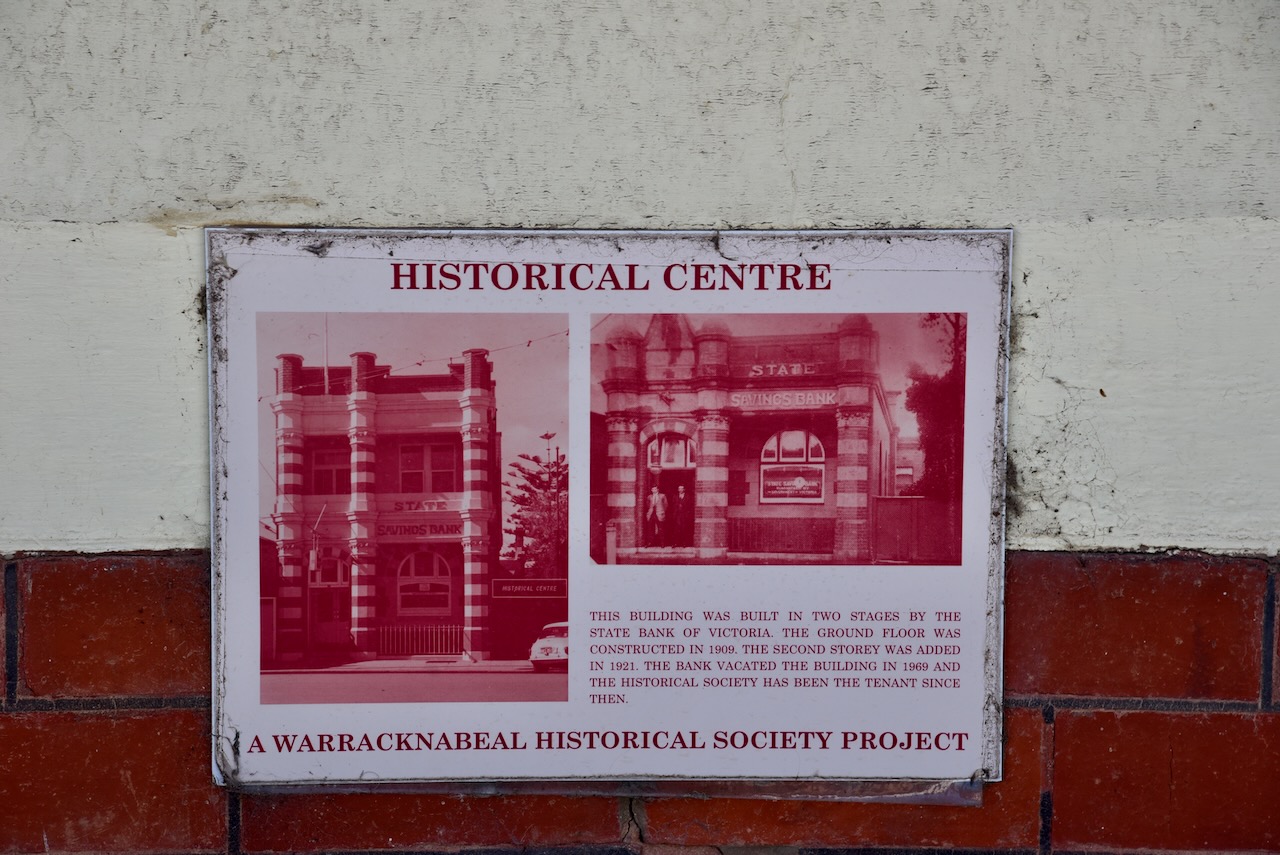 HISTORICAL CENTRE
STATE
SAVINGS BANK
STATE
SAVINGS BANK
HISTORICAL CENTRE
THIS BUILDING WAS BUILT IN TWO STAGES BY THE
STATE BANK OF VICTORIA. THE GROUND FLOOR WAS
CONSTRUCTED IN 1909. THE SECOND STOREY WAS ADDED
IN 1921. THE BANK VACATED THE BUILDING IN 1969 AND
THE HISTORICAL SOCIETY HAS BEEN THE TENANT SINCE
THEN.
A WARRACKNABEAL HISTORICAL SOCIETY PROJECT